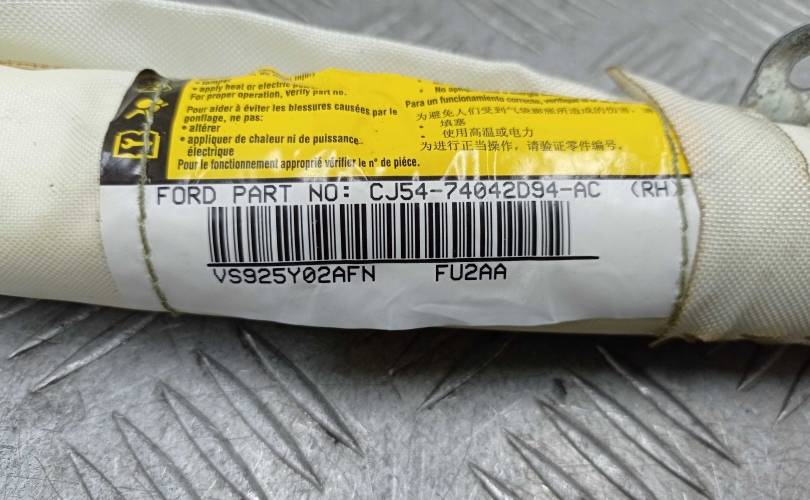 • apply heat or electric
For proper operation, verify part no.
Pour aider à éviter les blessures causées par le
gonflage, ne pas:
• altérer
• appliquer de chaleur ni de puissance
électrique
Pour le fonctionnement approprié vérifier le n° de pièce.
• No
Para un funcionamiento correcto, verifique
为避免人们受到气袋膨胀所造成的伤害.
• 填塞
• 使用高温或电力
为进行正当操作，请验证零件编号。
FORD PART NO: CJ54-74042D94-AC (RH)
VS925Y02AFN FU2AA